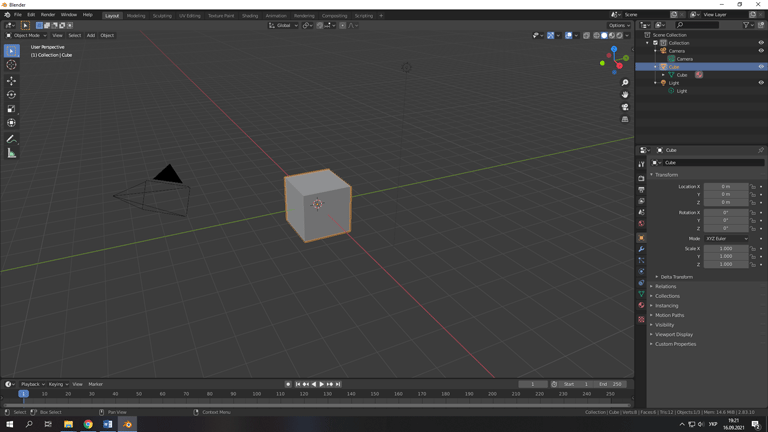 Blender
File Edit Render Window Help Layout Modeling Sculpting UV Editing Texture Paint Shading Animation Rendering Compositing Scripting + Scene View Layer
Global Options
Object Mode View Select Add Object
User Perspective
(1) Collection | Cube
Scene Collection
Collection
Camera
Camera
Cube
Cube
Light
Light
Cube
Cube
Transform
Location X 0 m
Y 0 m
Z 0 m
Rotation X 0°
Y 0°
Z 0°
Mode XYZ Euler
Scale X 1.000
Y 1.000
Z 1.000
Delta Transform
Relations
Collections
Instancing
Motion Paths
Visibility
Viewport Display
Custom Properties
Playback Keying View Marker 1 Start 1 End 250
1 10 20 30 40 50 60 70 80 90 100 110 120 130 140 150 160 170 180 190 200 210 220 230 240 250
Select Box Select Pan View Context Menu Collection | Cube | Verts:8 | Faces:6 | Tris:12 | Objects:1/3 | Mem: 14.6 MiB | 2.83.10
УКР 19:21
16.09.2021